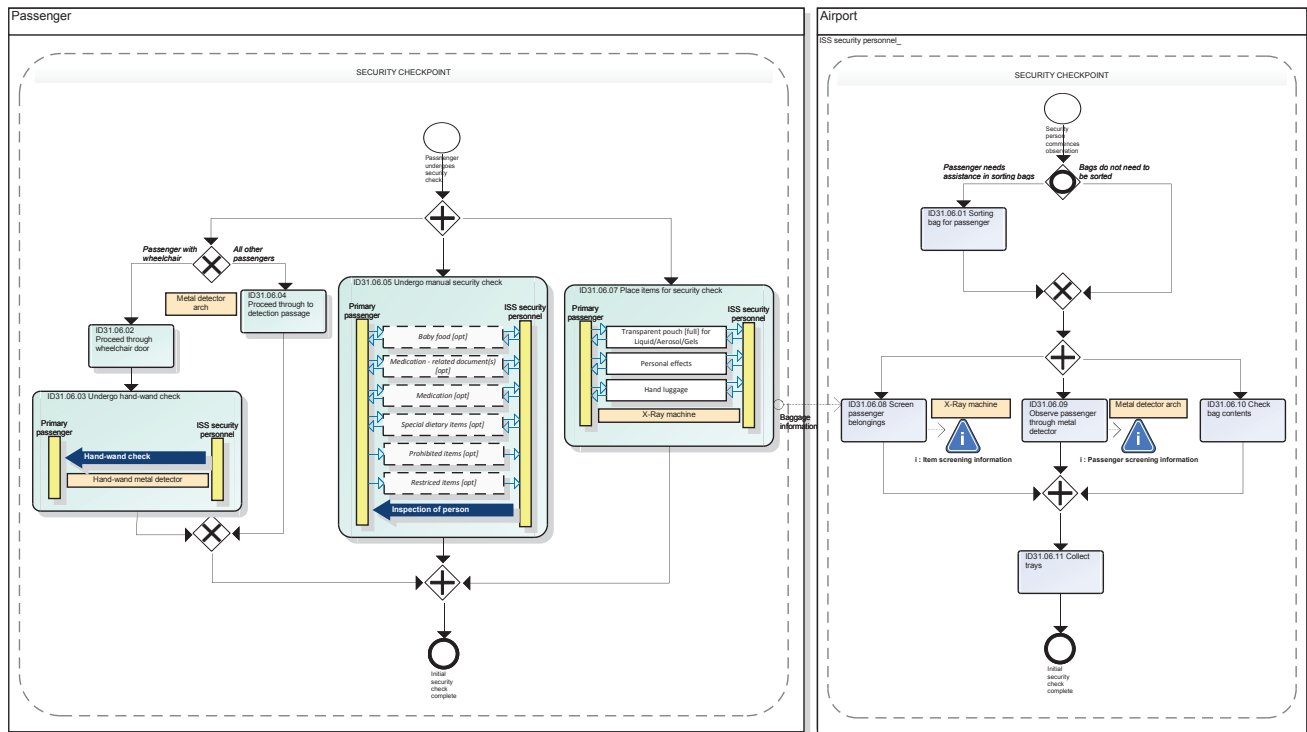 Passenger
SECURITY CHECKPOINT
Passnenger
undergoes
security
check
Passenger with
wheelchair
All other
passengers
Metal detector
arch
ID31.06.04
Proceed through to
detection passage
ID31.06.02
Proceed through
wheelchair door
ID31.06.03 Undergo hand-wand check
Primary
passenger
ISS security
personnel
Hand-wand check
Hand-wand metal detector
ID31.06.05 Undergo manual security check
Primary
passenger
ISS security
personnel
Baby food [opt]
Medication - related document(s)
[opt]
Medication [opt]
Special dietary items [opt]
Prohibited items [opt]
Restriced items [opt]
Inspection of person
ID31.06.07 Place items for security check
Primary
passenger
ISS security
personnel
Transparent pouch [full] for
Liquid/Aerosol/Gels
Personal effects
Hand luggage
X-Ray machine
Baggage
information
Initial
security
check
complete
Airport
ISS security personnel_
SECURITY CHECKPOINT
Security
person
commences
observation
Passenger needs
assistance in sorting bags
Bags do not need to
be sorted
ID31.06.01 Sorting
bag for passenger
ID31.06.08 Screen
passenger
belongings
X-Ray machine
i
i : Item screening information
ID31.06.09
Observe passenger
through metal
detector
Metal detector arch
i
i : Passenger screening information
ID31.06.10 Check
bag contents
ID31.06.11 Collect
trays
Initial
security
check
complete